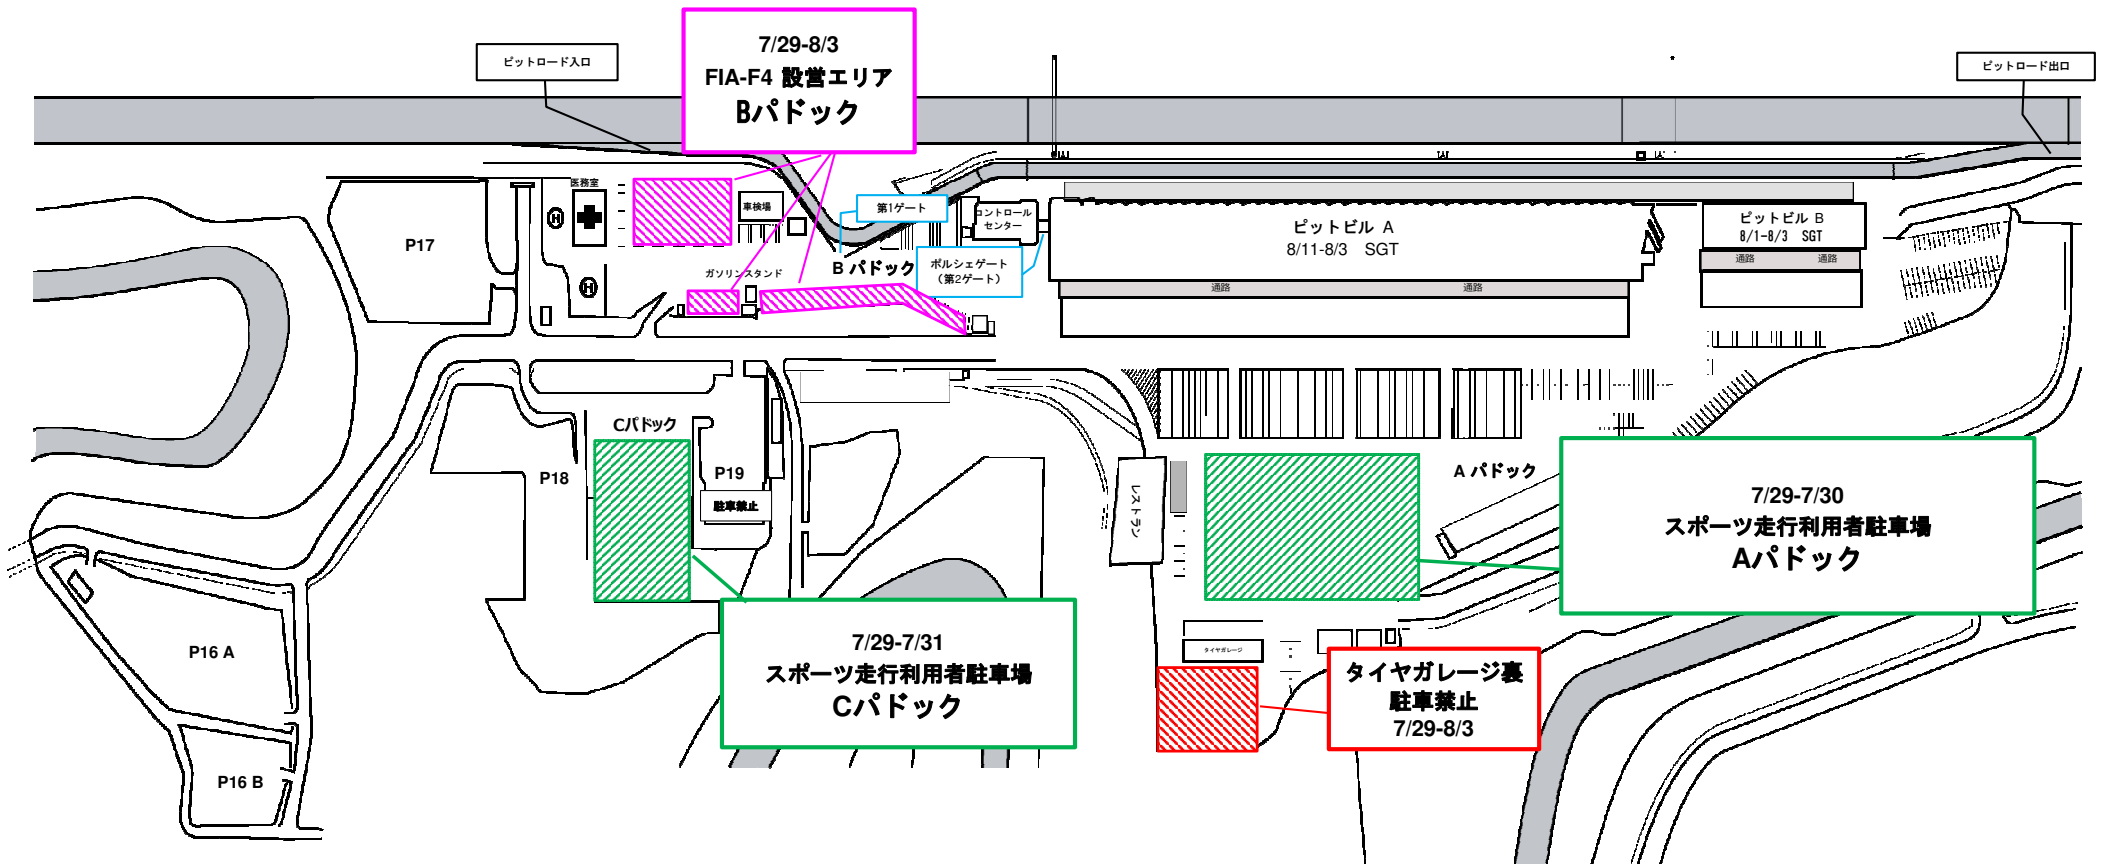 7/29-8/3
FIA-F4 設営エリア
Bパドック
ピットロード入口
ピットロード出口
医務室
H
車検場
第1ゲート
コントロール
センター
ピットビル A
8/11-8/3 SGT
ピットビル B
8/1-8/3 SGT
通路
通路
P17
ガソリンスタンド
B パドック
ポルシェゲート
(第2ゲート)
H
通路
通路
Cパドック
P18
P19
駐車禁止
レストラン
A パドック
7/29-7/30
スポーツ走行利用者駐車場
Aパドック
7/29-7/31
スポーツ走行利用者駐車場
Cパドック
タイヤガレージ
タイヤガレージ裏
駐車禁止
7/29-8/3
P16 A
P16 B